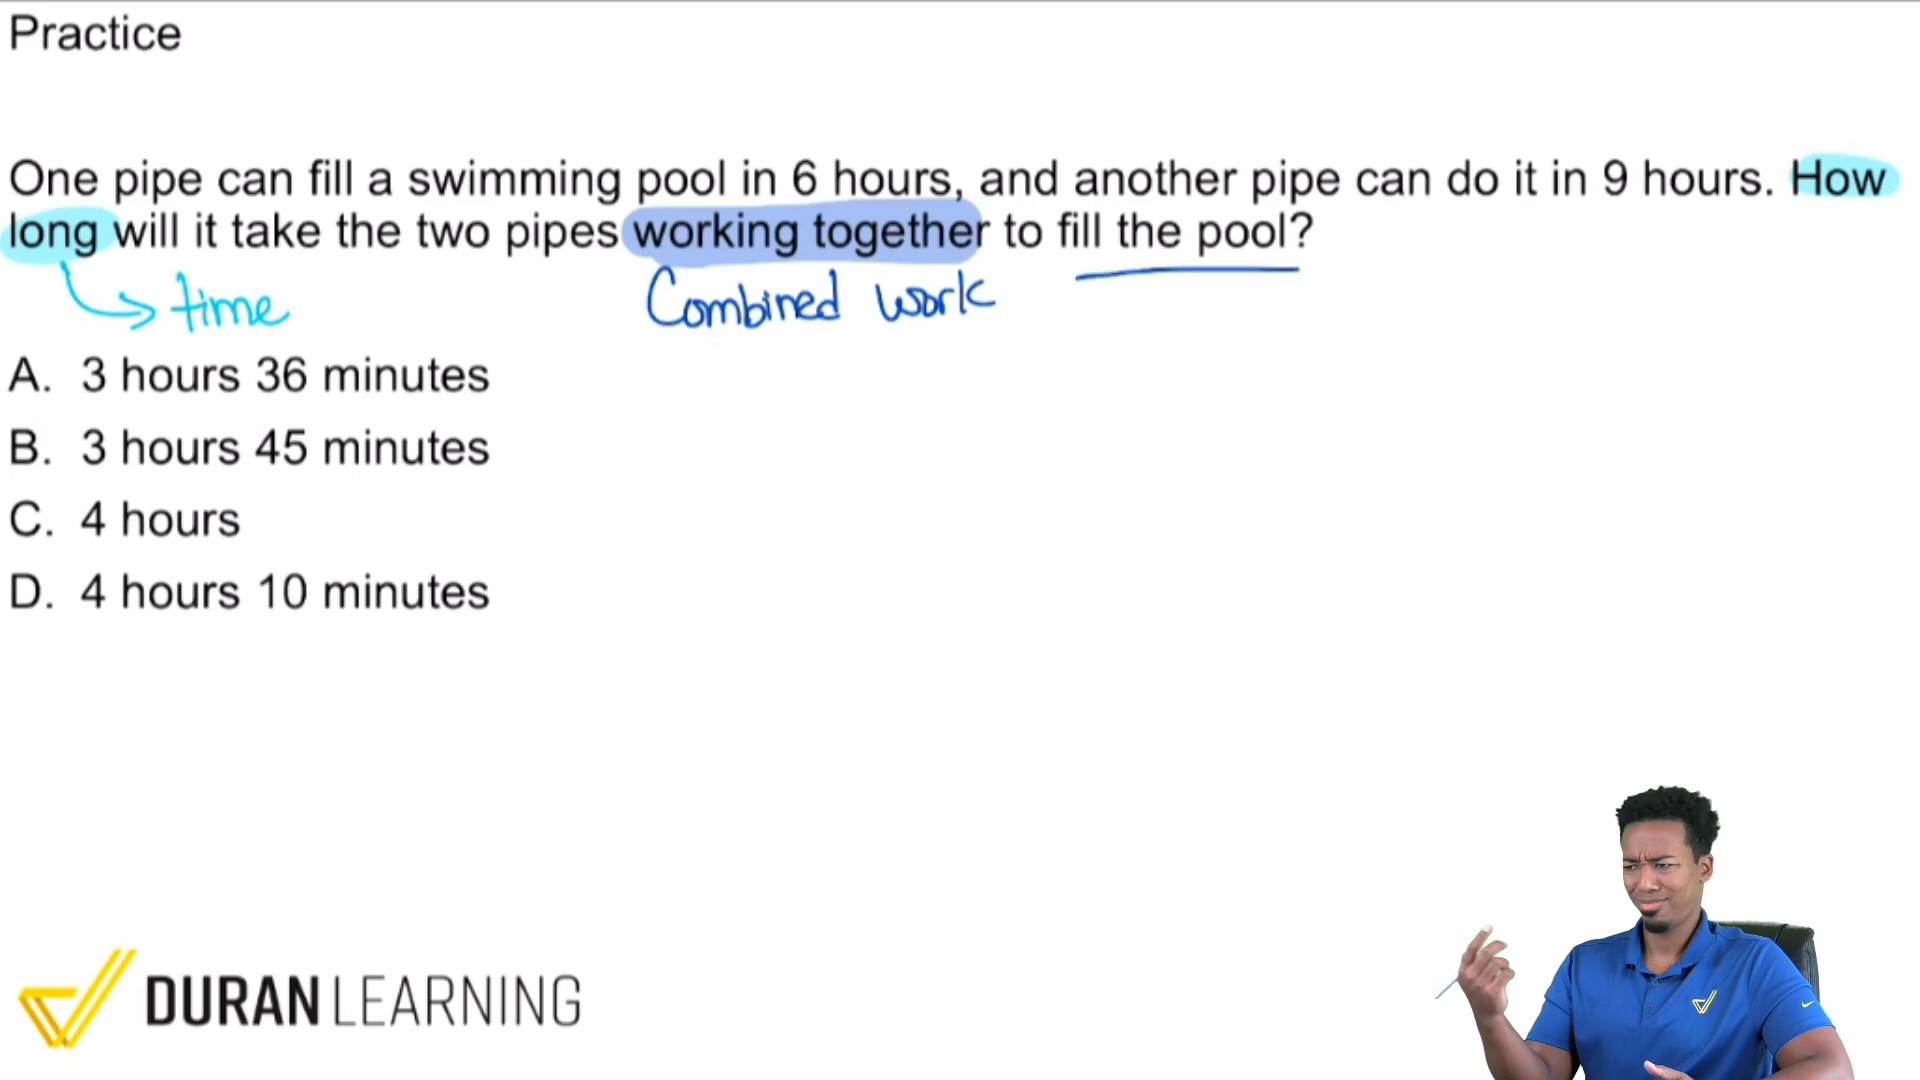 Practice
One pipe can fill a swimming pool in 6 hours, and another pipe can do it in 9 hours. How
long will it take the two pipes working together to fill the pool?
time
Combined work
A. 3 hours 36 minutes
B. 3 hours 45 minutes
C. 4 hours
D. 4 hours 10 minutes
DURAN LEARNING